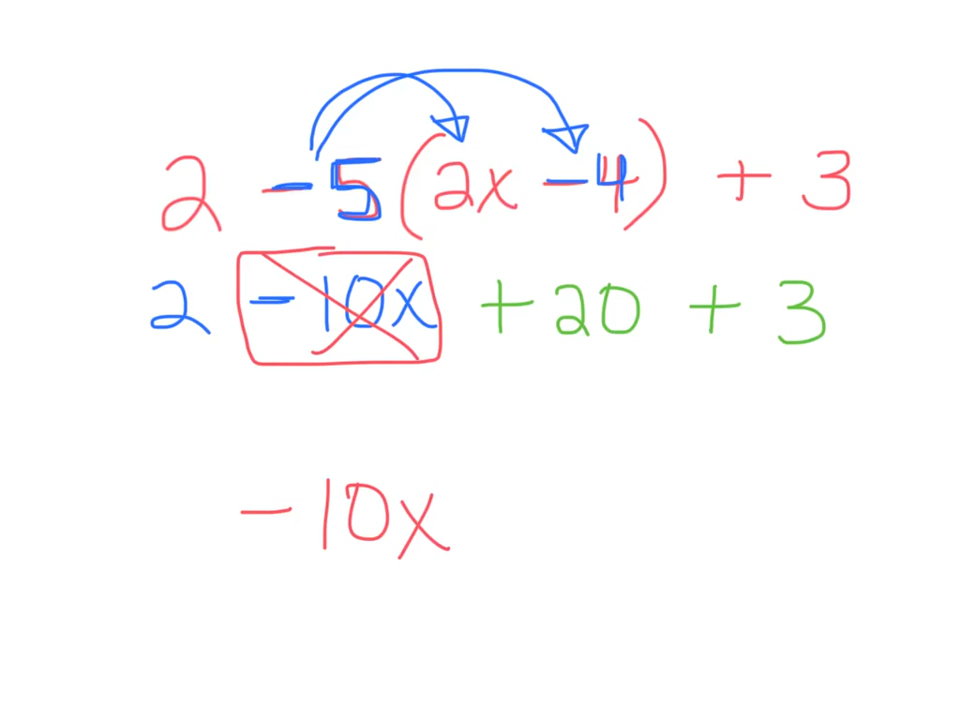 2 - 5(2x - 4) + 3
2 - 10x + 20 + 3
- 10x